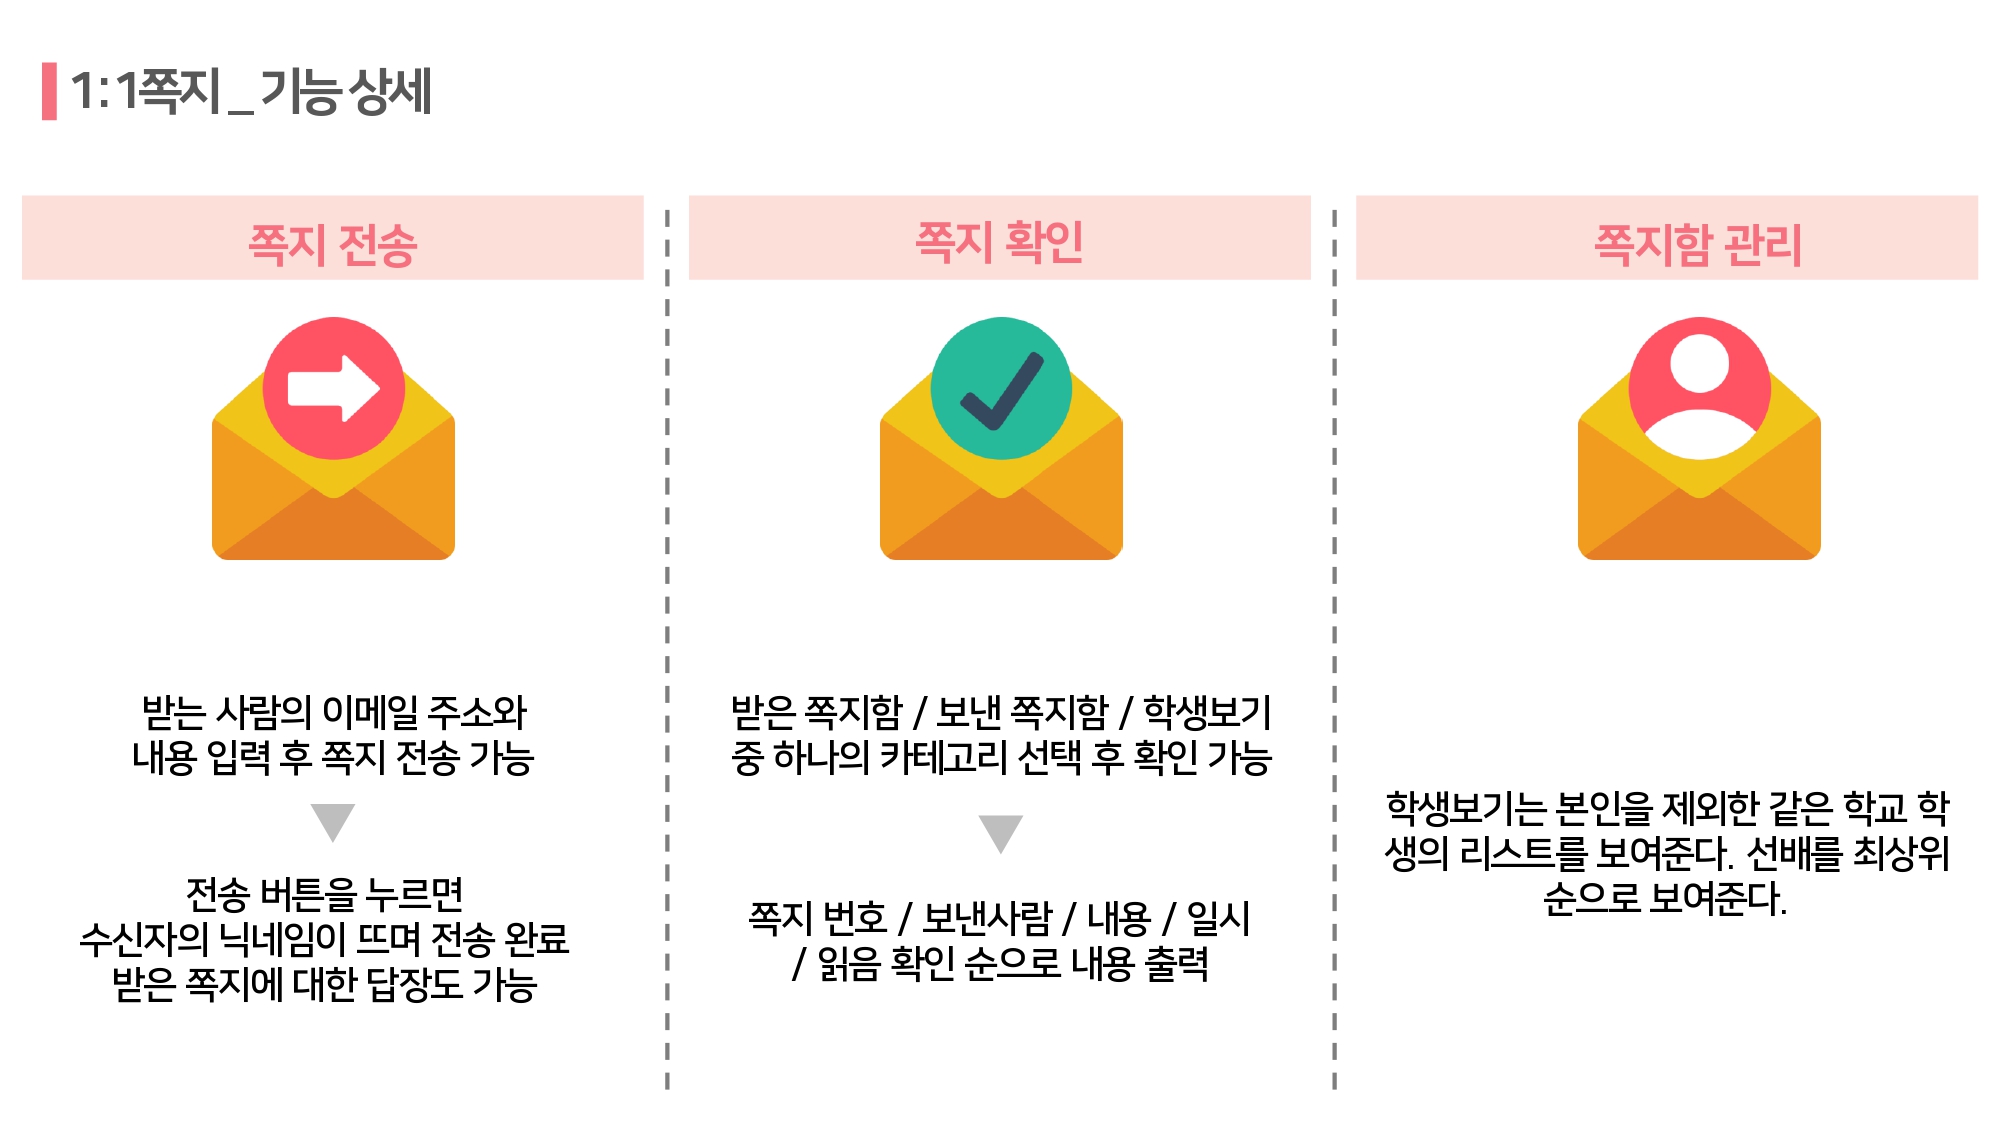 1:1쪽지_기능 상세
쪽지 전송
받는 사람의 이메일 주소와
내용 입력 후 쪽지 전송 가능
전송 버튼을 누르면
수신자의 닉네임이 뜨며 전송 완료
받은 쪽지에 대한 답장도 가능
쪽지 확인
받은 쪽지함 / 보낸 쪽지함 / 학생보기
중 하나의 카테고리 선택 후 확인 가능
쪽지 번호 / 보낸사람 / 내용 / 일시
/ 읽음 확인 순으로 내용 출력
쪽지함 관리
학생보기는 본인을 제외한 같은 학교 학
생의 리스트를 보여준다. 선배를 최상위
순으로 보여준다.